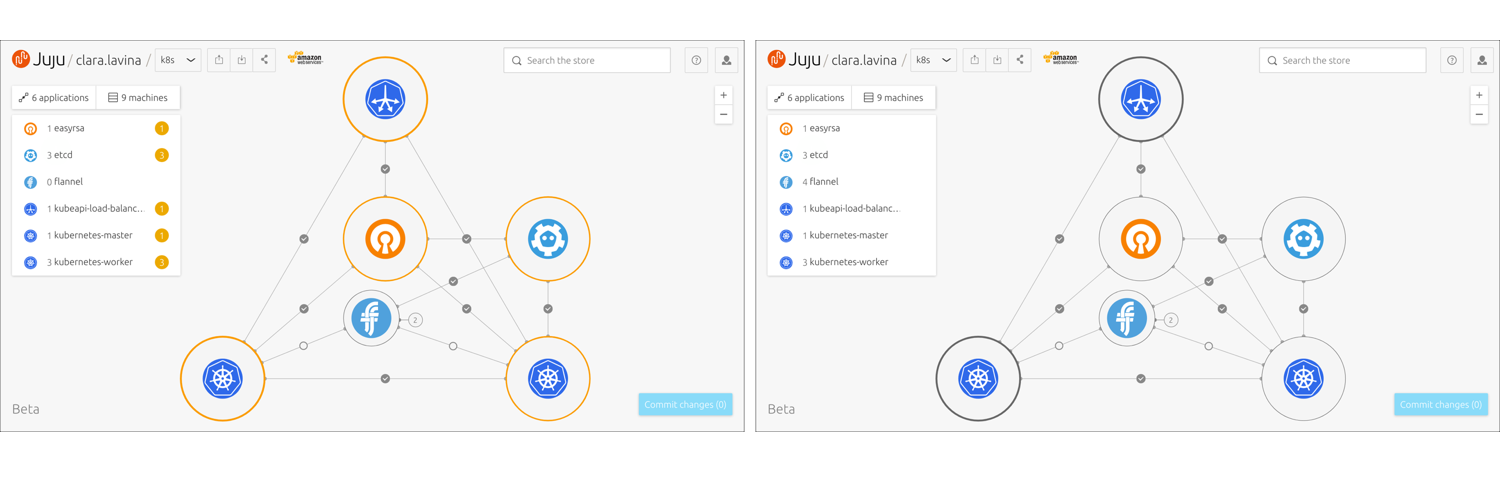 Juju / clara.lavina / k8s
amazon
web services™
Search the store
6 applications 9 machines
1 easyrsa 1
3 etcd 3
0 flannel
1 kubeapi-load-balanc... 1
1 kubernetes-master 1
3 kubernetes-worker 3
2
Beta
Commit changes (0)
Juju / clara.lavina / k8s
amazon
web services™
Search the store
6 applications 9 machines
1 easyrsa
3 etcd
4 flannel
1 kubeapi-load-balanc...
1 kubernetes-master
3 kubernetes-worker
2
Beta
Commit changes (0)